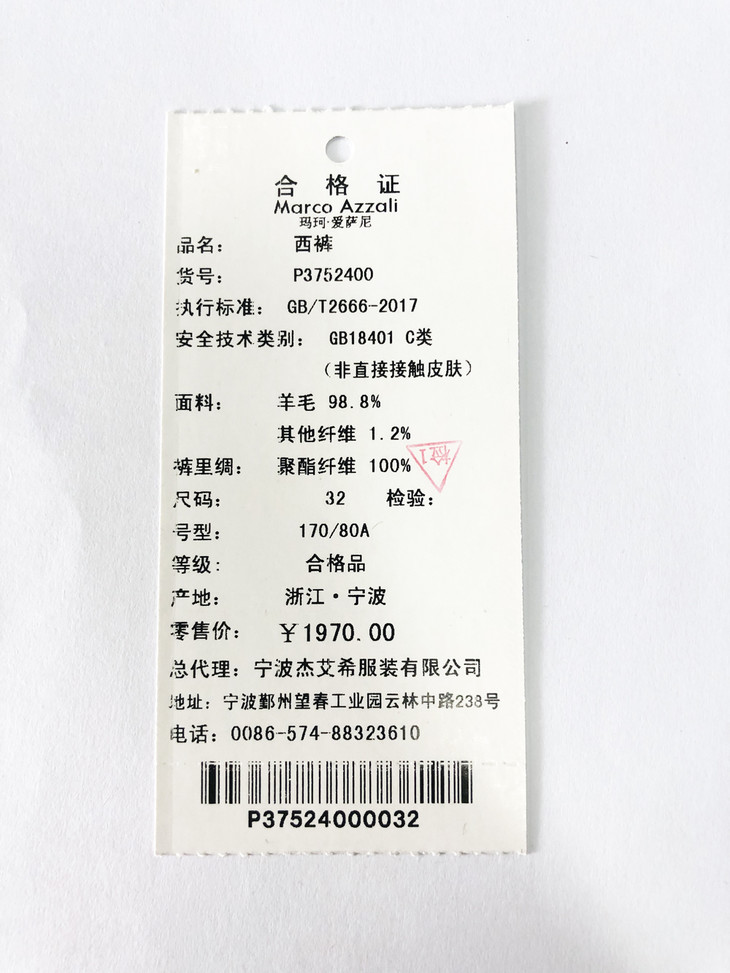 合 格 证
Marco Azzali
玛珂·爱萨尼
品名: 西裤
货号: P3752400
执行标准: GB/T2666-2017
安全技术类别: GB18401 C类
(非直接接触皮肤)
面料: 羊毛 98.8%
其他纤维 1.2%
检1
裤里绸: 聚酯纤维 100%
尺码: 32 检验:
号型: 170/80A
等级: 合格品
产地: 浙江·宁波
零售价: ¥1970.00
总代理: 宁波杰艾希服装有限公司
地址: 宁波鄞州望春工业园云林中路238号
电话: 0086-574-88323610
P37524000032